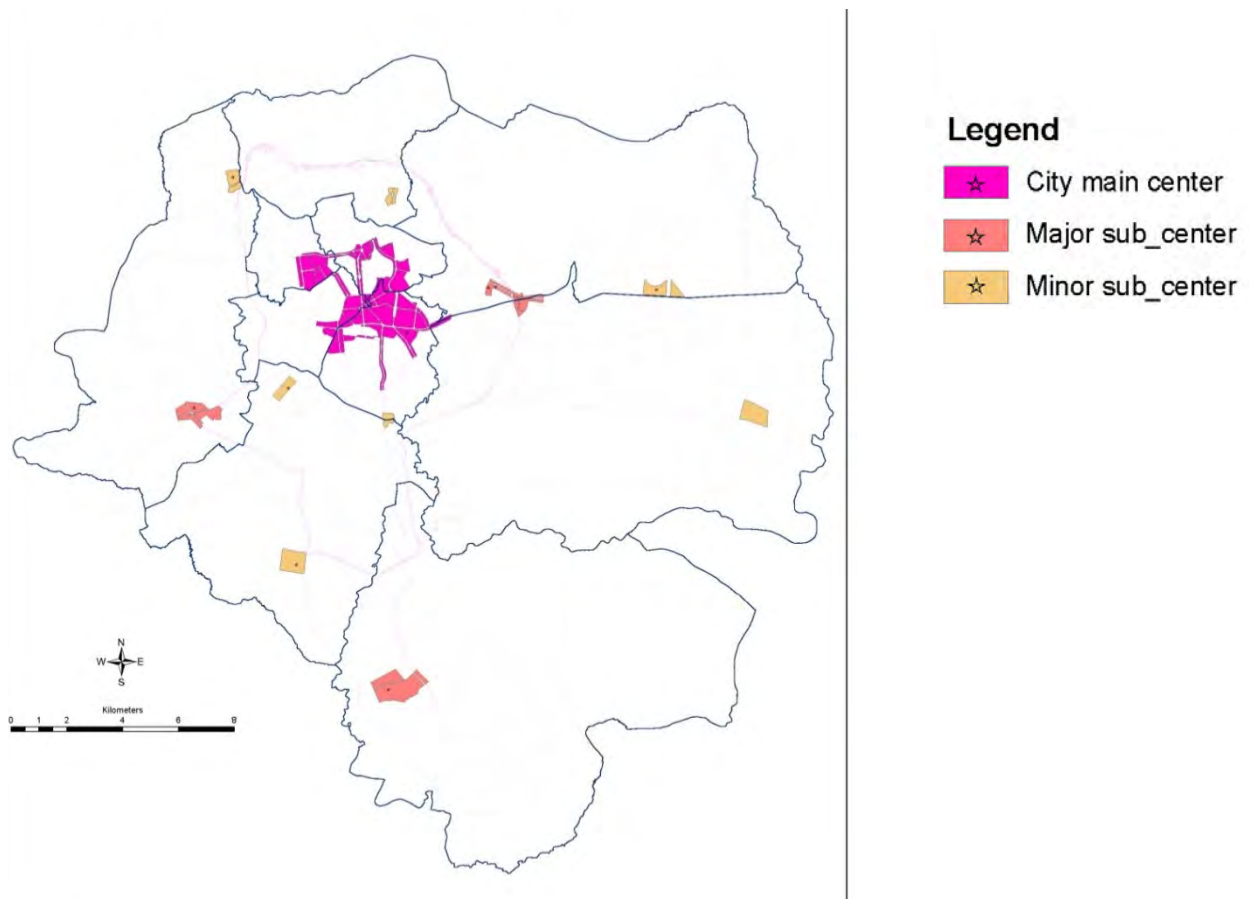 Legend
City main center
Major sub_center
Minor sub_center
N
W E
S
Kilometers
0 1 2 4 6 8